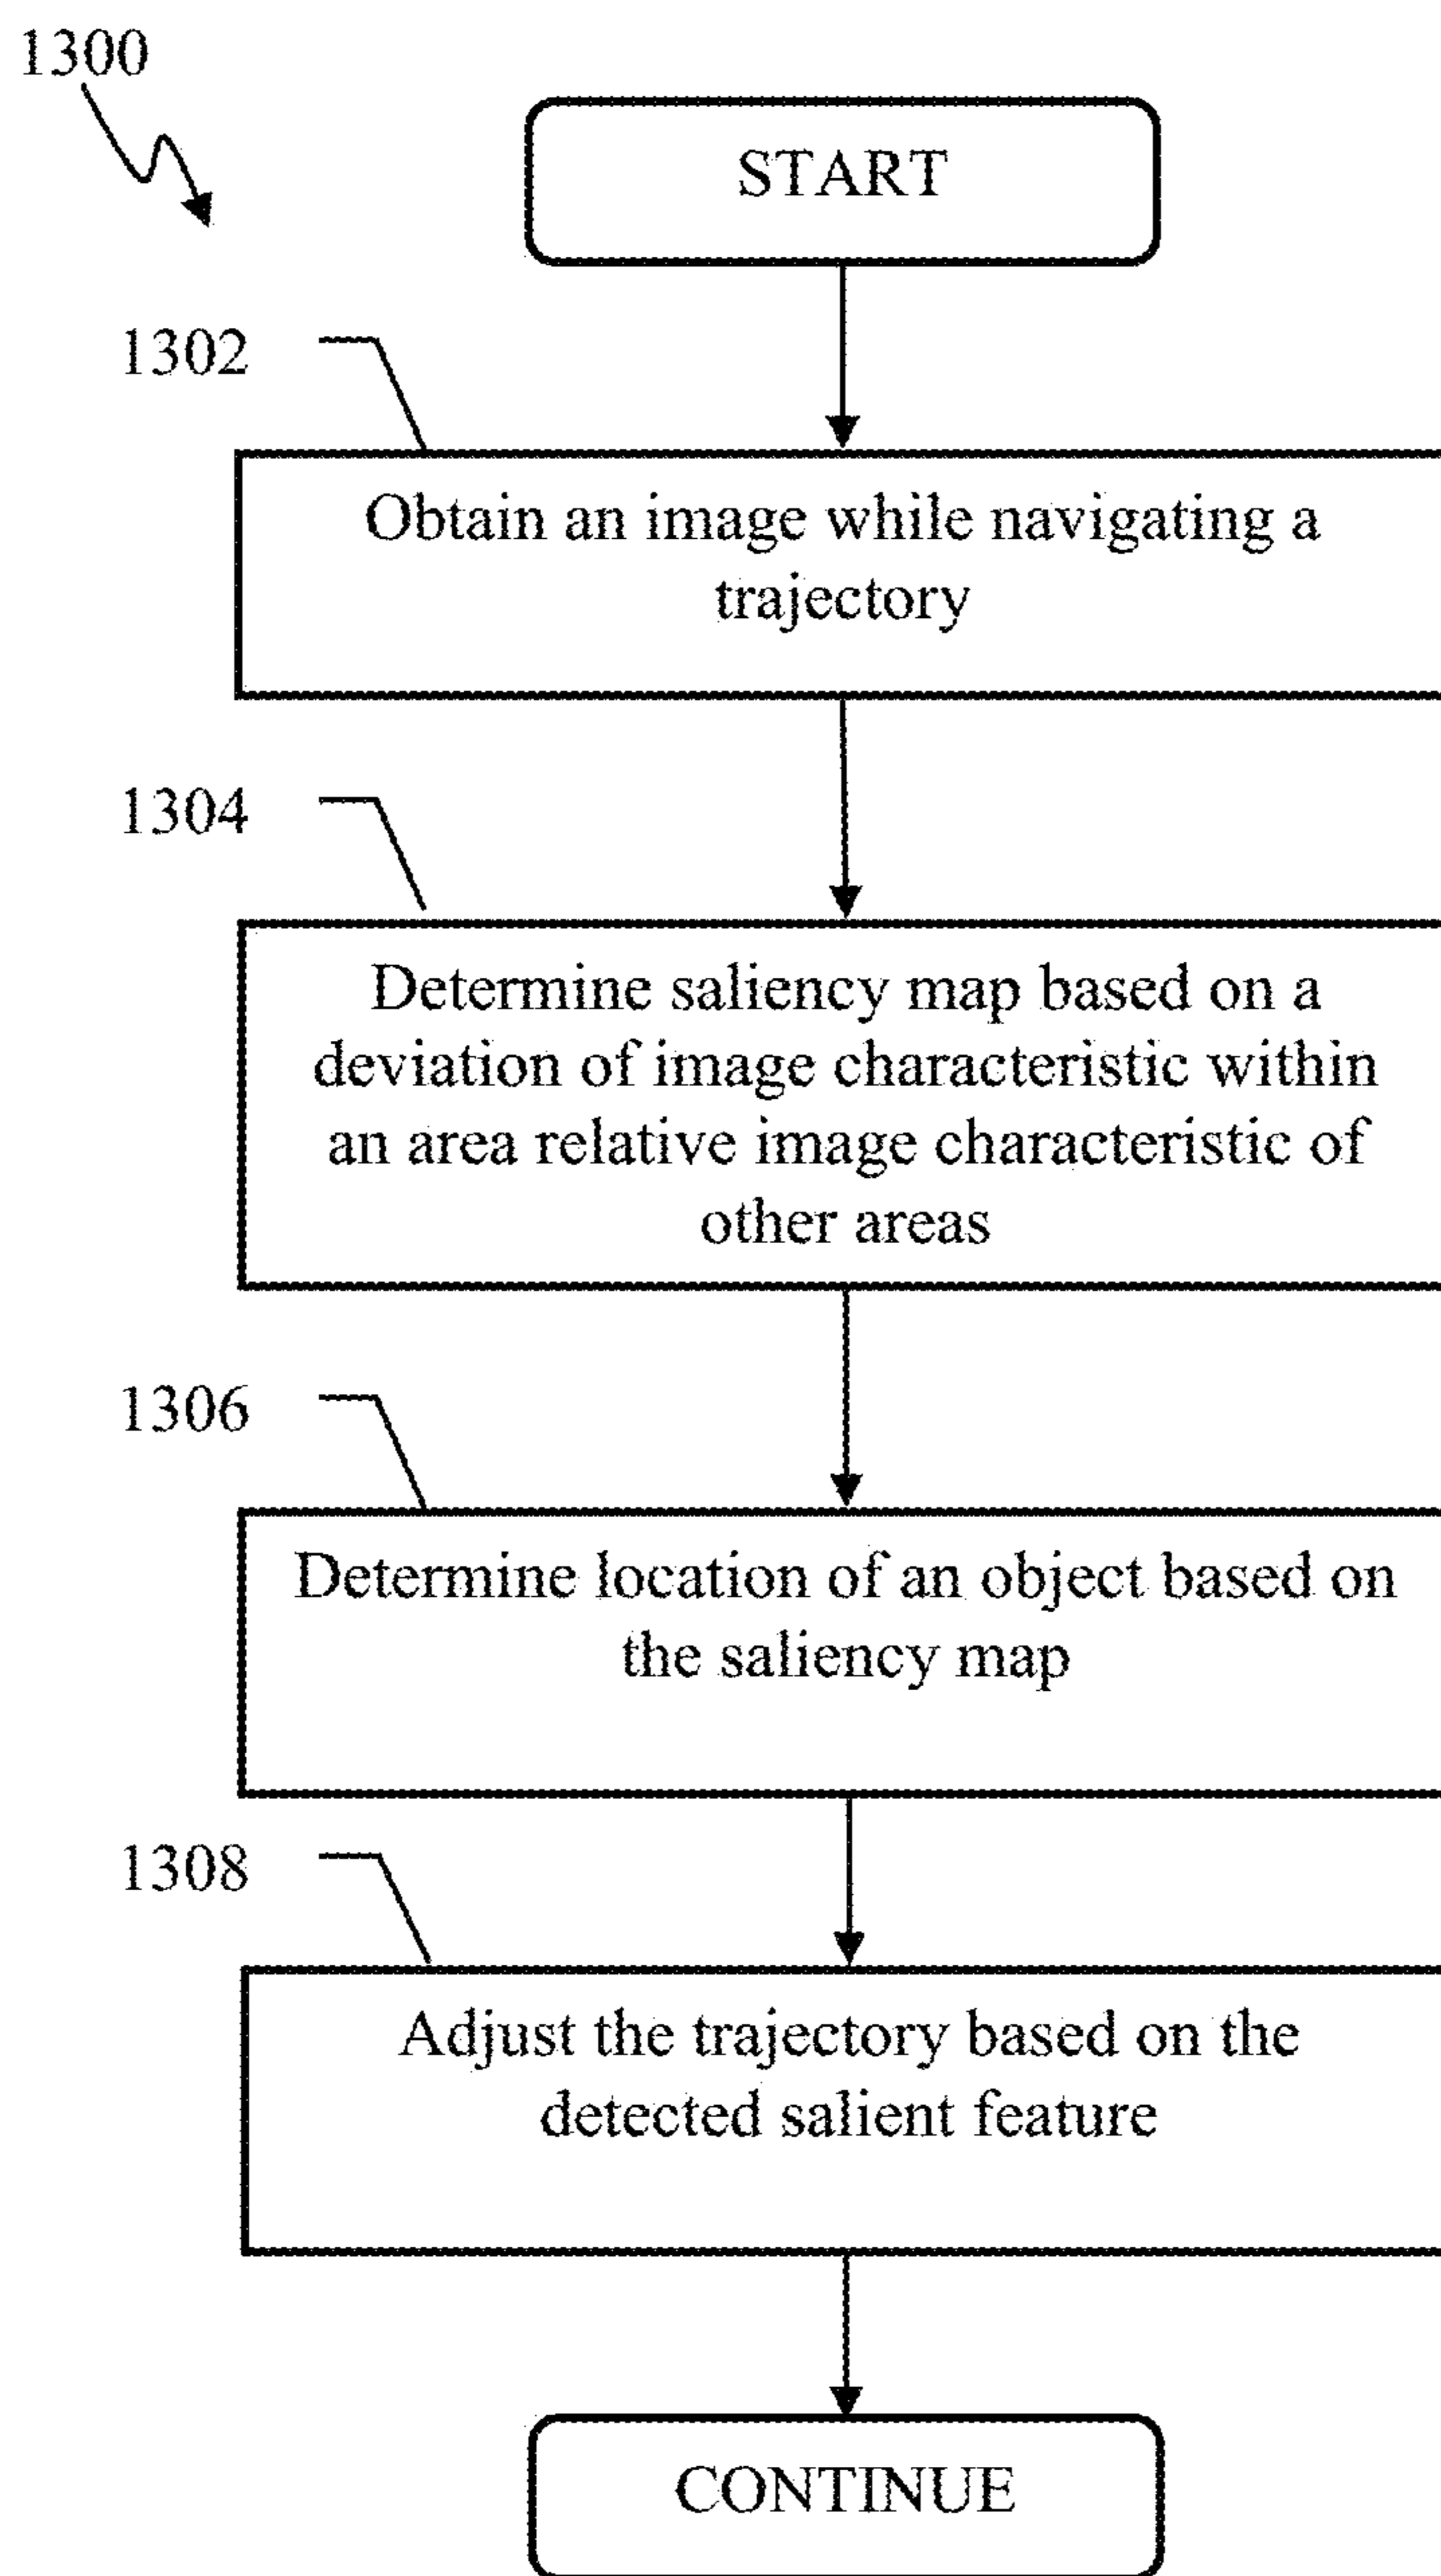 1300
START
1302
Obtain an image while navigating a
trajectory
1304
Determine saliency map based on a
deviation of image characteristic within
an area relative image characteristic of
other areas
1306
Determine location of an object based on
the saliency map
1308
Adjust the trajectory based on the
detected salient feature
CONTINUE